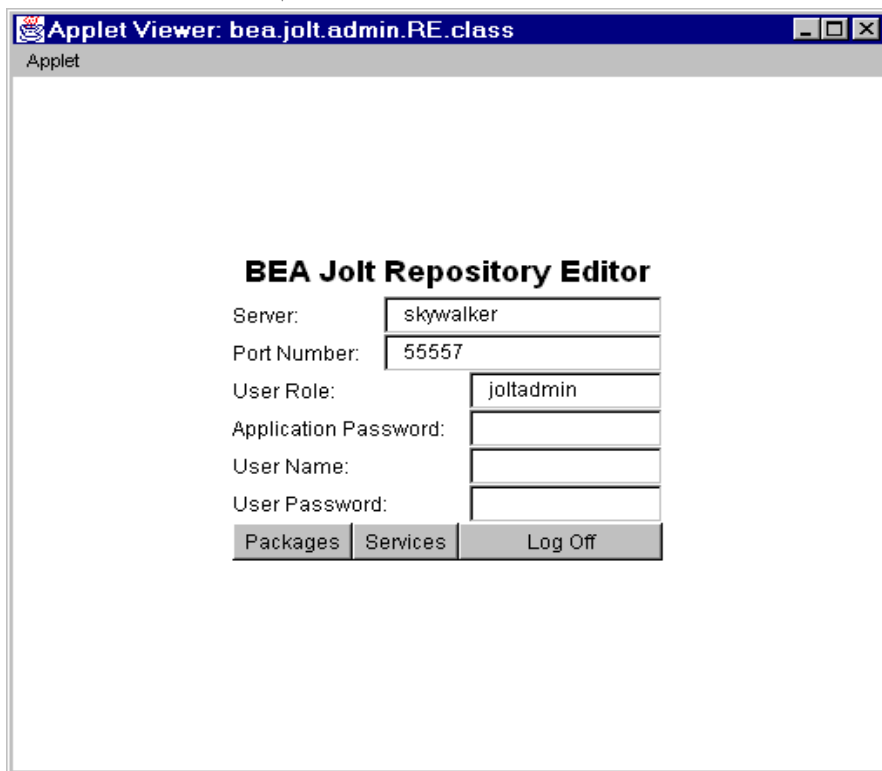 Applet Viewer: bea.jolt.admin.RE.class
Applet
BEA Jolt Repository Editor
Server: skywalker
Port Number: 55557
User Role: joltadmin
Application Password:
User Name:
User Password:
Packages Services Log Off